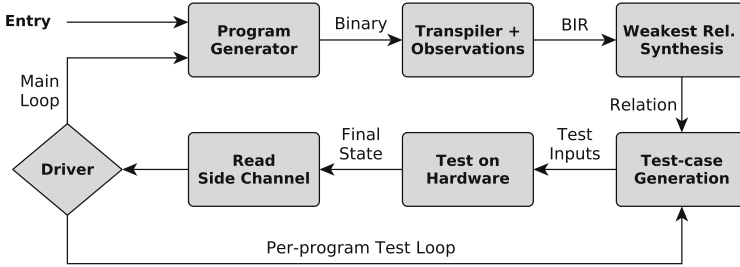 Entry
Program
Generator
Binary
Transpiler +
Observations
BIR
Weakest Rel.
Synthesis
Main
Loop
Relation
Driver
Read
Side Channel
Final
State
Test on
Hardware
Test
Inputs
Test-case
Generation
Per-program Test Loop